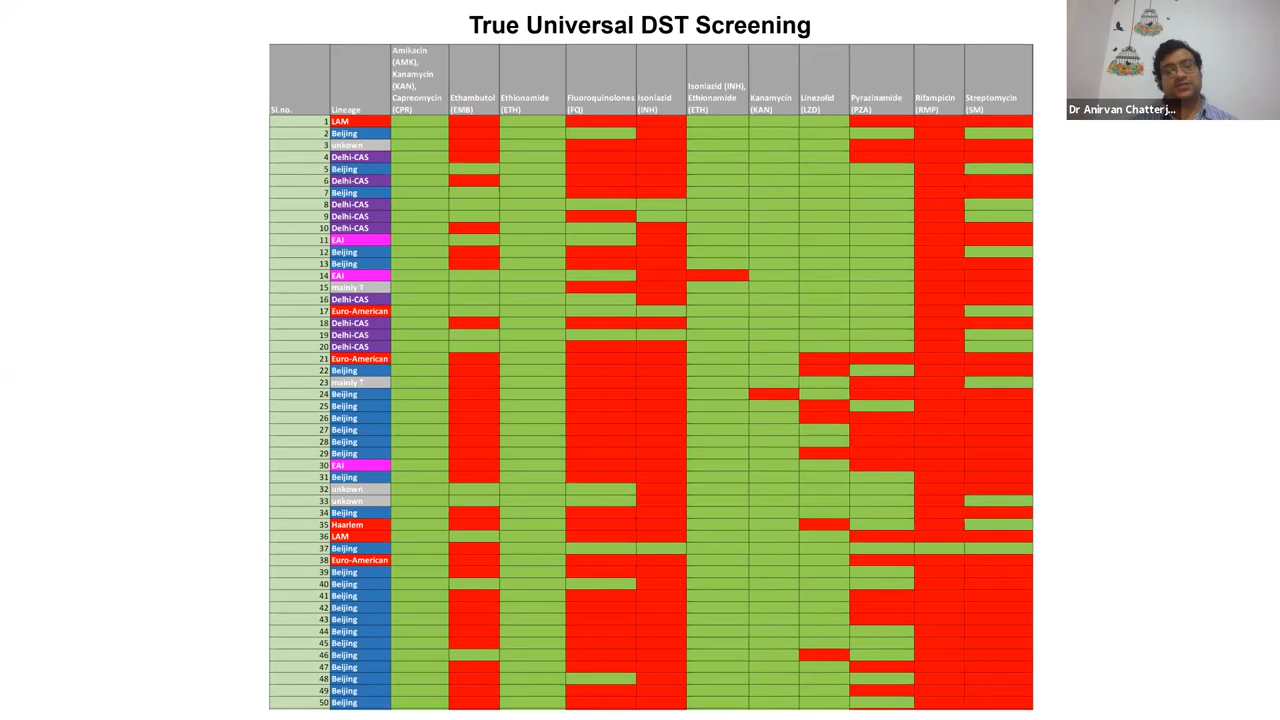 True Universal DST Screening
Dr Anirvan Chatterj...
Sl.no. Lineage Amikacin (AMK), Kanamycin (KAN), Capreomycin (CPR) Ethambutol (EMB) Ethionamide (ETH) Fluoroquinolones (FQ) Isoniazid (INH) Isoniazid (INH), Ethionamide (ETH) Kanamycin (KAN) Linezolid (LZD) Pyrazinamide (PZA) Rifampicin (RMP) Streptomycin (SM)
1 LAM
2 Beijing
3 unkown
4 Delhi-CAS
5 Beijing
6 Delhi-CAS
7 Beijing
8 Delhi-CAS
9 Delhi-CAS
10 Delhi-CAS
11 EAI
12 Beijing
13 Beijing
14 EAI
15 mainly T
16 Delhi-CAS
17 Euro-American
18 Delhi-CAS
19 Delhi-CAS
20 Delhi-CAS
21 Euro-American
22 Beijing
23 mainly T
24 Beijing
25 Beijing
26 Beijing
27 Beijing
28 Beijing
29 Beijing
30 EAI
31 Beijing
32 unkown
33 unkown
34 Beijing
35 Haarlem
36 LAM
37 Beijing
38 Euro-American
39 Beijing
40 Beijing
41 Beijing
42 Beijing
43 Beijing
44 Beijing
45 Beijing
46 Beijing
47 Beijing
48 Beijing
49 Beijing
50 Beijing